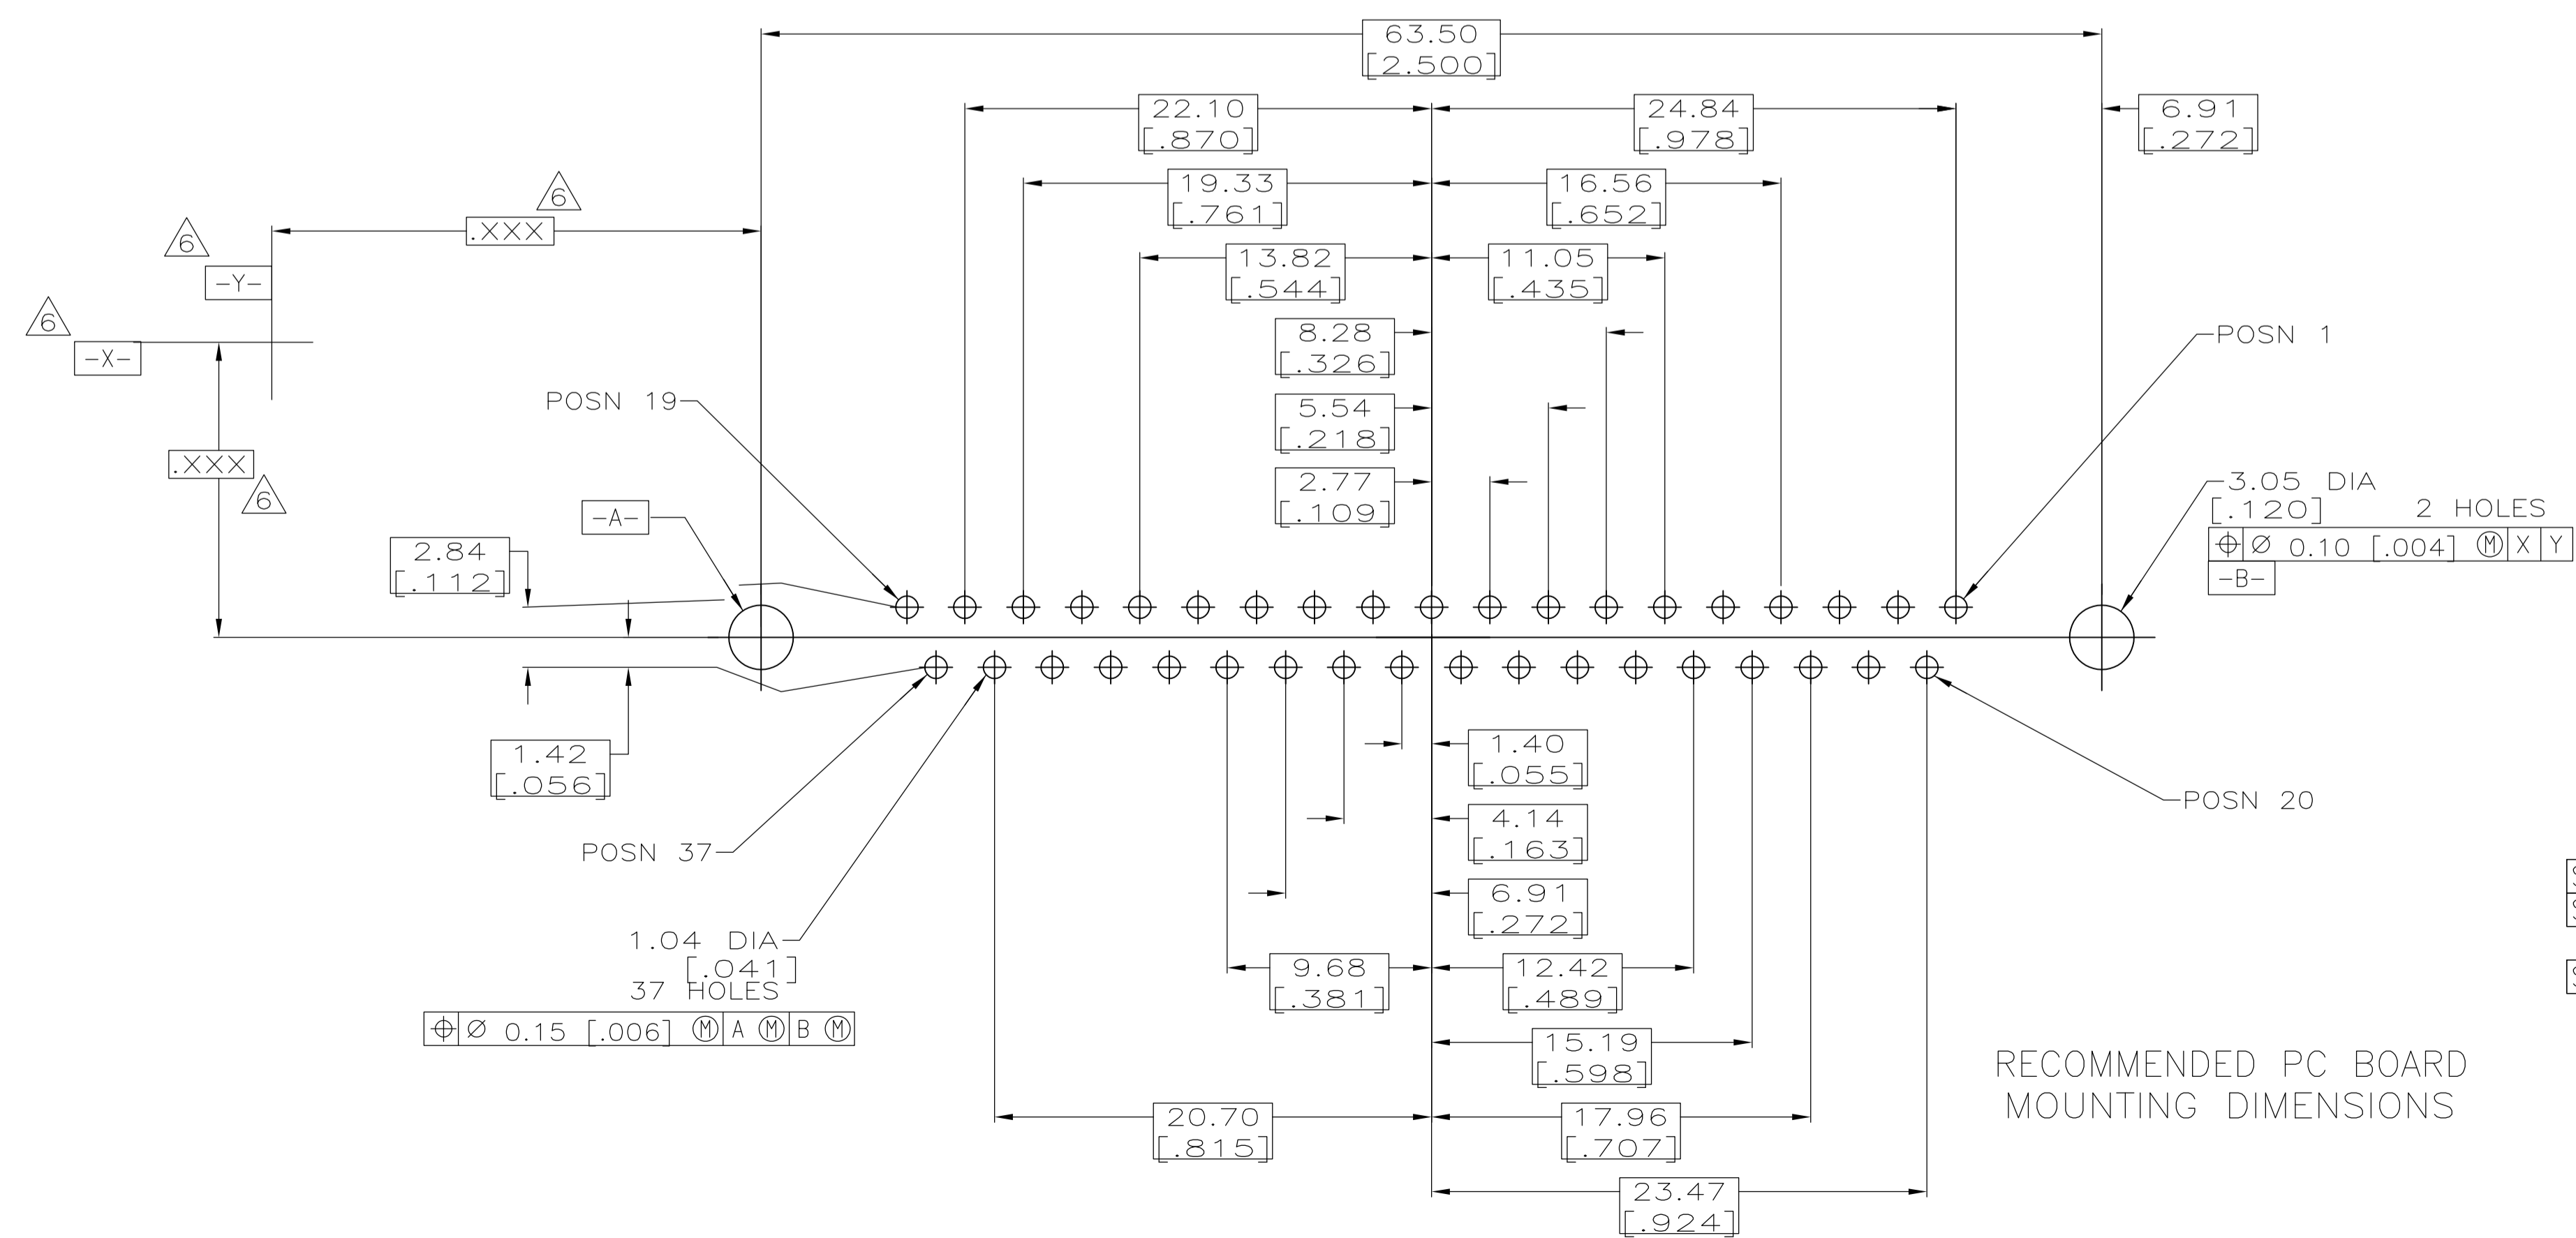 63.50
[2.500]
22.10
[.870]
24.84
[.978]
6.91
[.272]
19.33
[.761]
16.56
[.652]
6
.XXX
6
-Y-
13.82
[.544]
11.05
[.435]
6
-X-
8.28
[.326]
POSN 1
POSN 19
5.54
[.218]
.XXX
6
2.77
[.109]
3.05 DIA
[.120] 2 HOLES
⌖ ∅ 0.10 [.004] Ⓜ X Y
-B-
-A-
2.84
[.112]
1.42
[.056]
1.40
[.055]
POSN 20
4.14
[.163]
POSN 37
6.91
[.272]
1.04 DIA
[.041]
37 HOLES
⌖ ∅ 0.15 [.006] Ⓜ A Ⓜ B Ⓜ
9.68
[.381]
12.42
[.489]
15.19
[.598]
RECOMMENDED PC BOARD
MOUNTING DIMENSIONS
20.70
[.815]
17.96
[.707]
23.47
[.924]